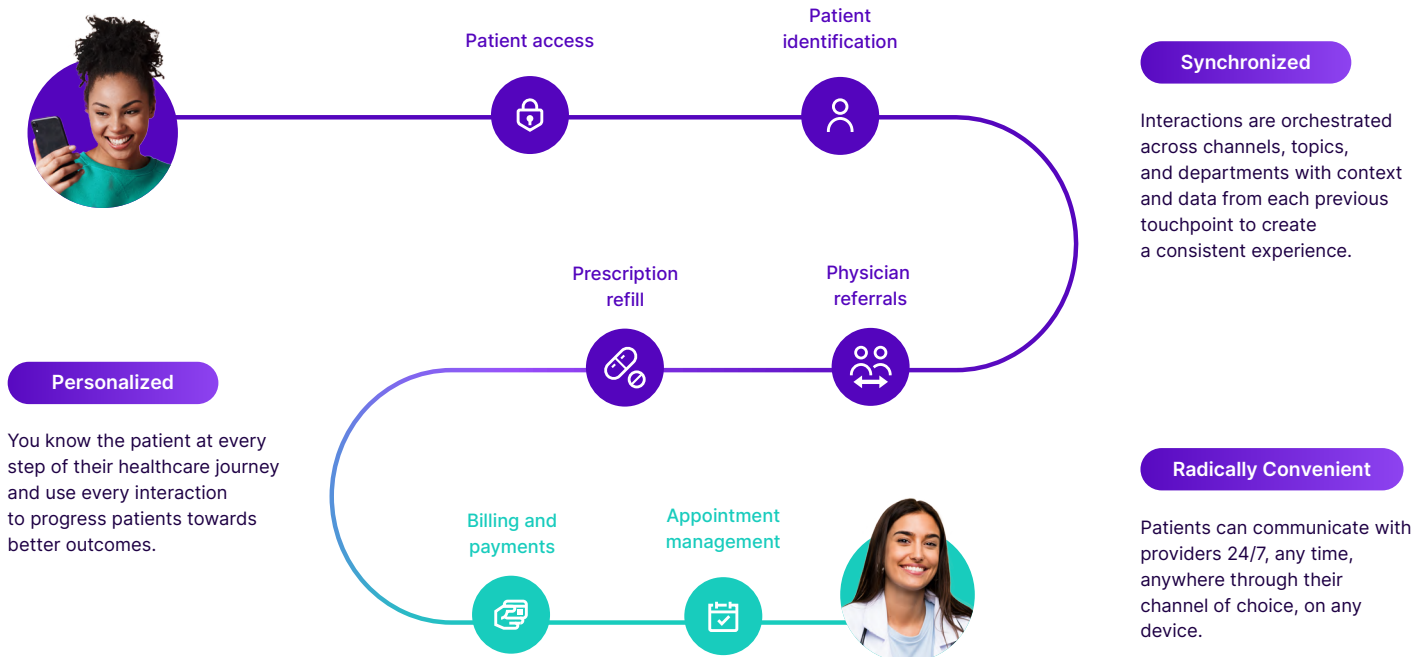 Patient access
Patient
identification
Synchronized
Interactions are orchestrated
across channels, topics,
and departments with context
and data from each previous
touchpoint to create
a consistent experience.
Prescription
refill
Physician
referrals
Personalized
You know the patient at every
step of their healthcare journey
and use every interaction
to progress patients towards
better outcomes.
Billing and
payments
Appointment
management
Radically Convenient
Patients can communicate with
providers 24/7, any time,
anywhere through their
channel of choice, on any
device.